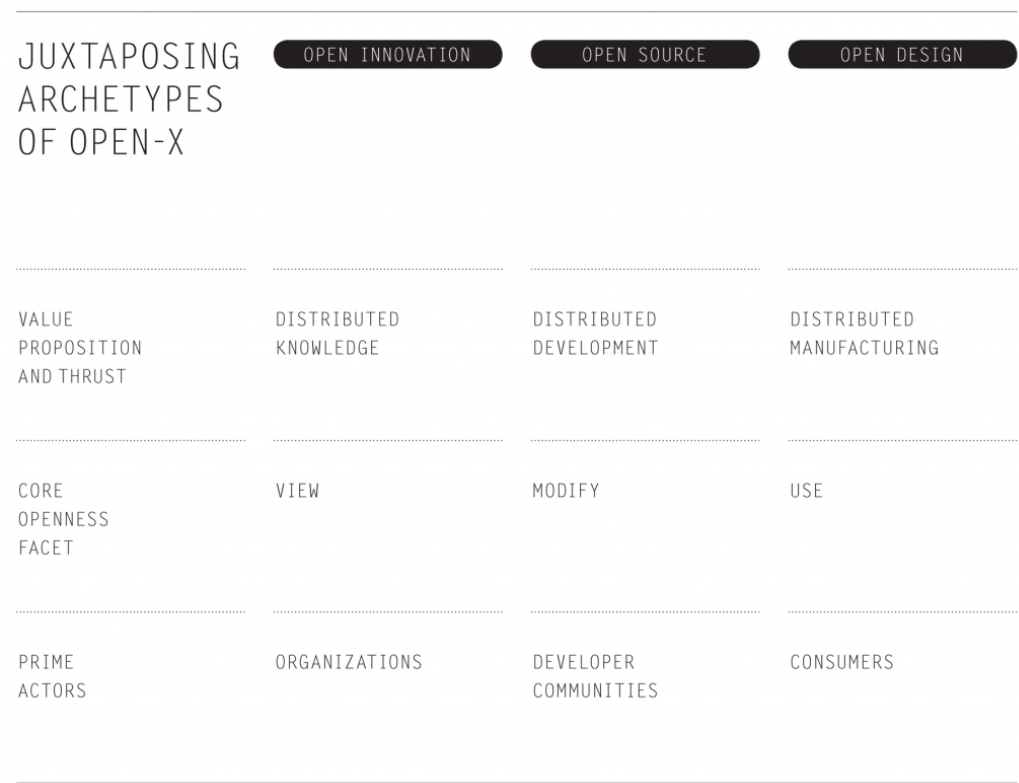 JUXTAPOSING
ARCHETYPES
OF OPEN-X
OPEN INNOVATION
OPEN SOURCE
OPEN DESIGN
VALUE
PROPOSITION
AND THRUST
DISTRIBUTED
KNOWLEDGE
DISTRIBUTED
DEVELOPMENT
DISTRIBUTED
MANUFACTURING
CORE
OPENNESS
FACET
VIEW
MODIFY
USE
PRIME
ACTORS
ORGANIZATIONS
DEVELOPER
COMMUNITIES
CONSUMERS